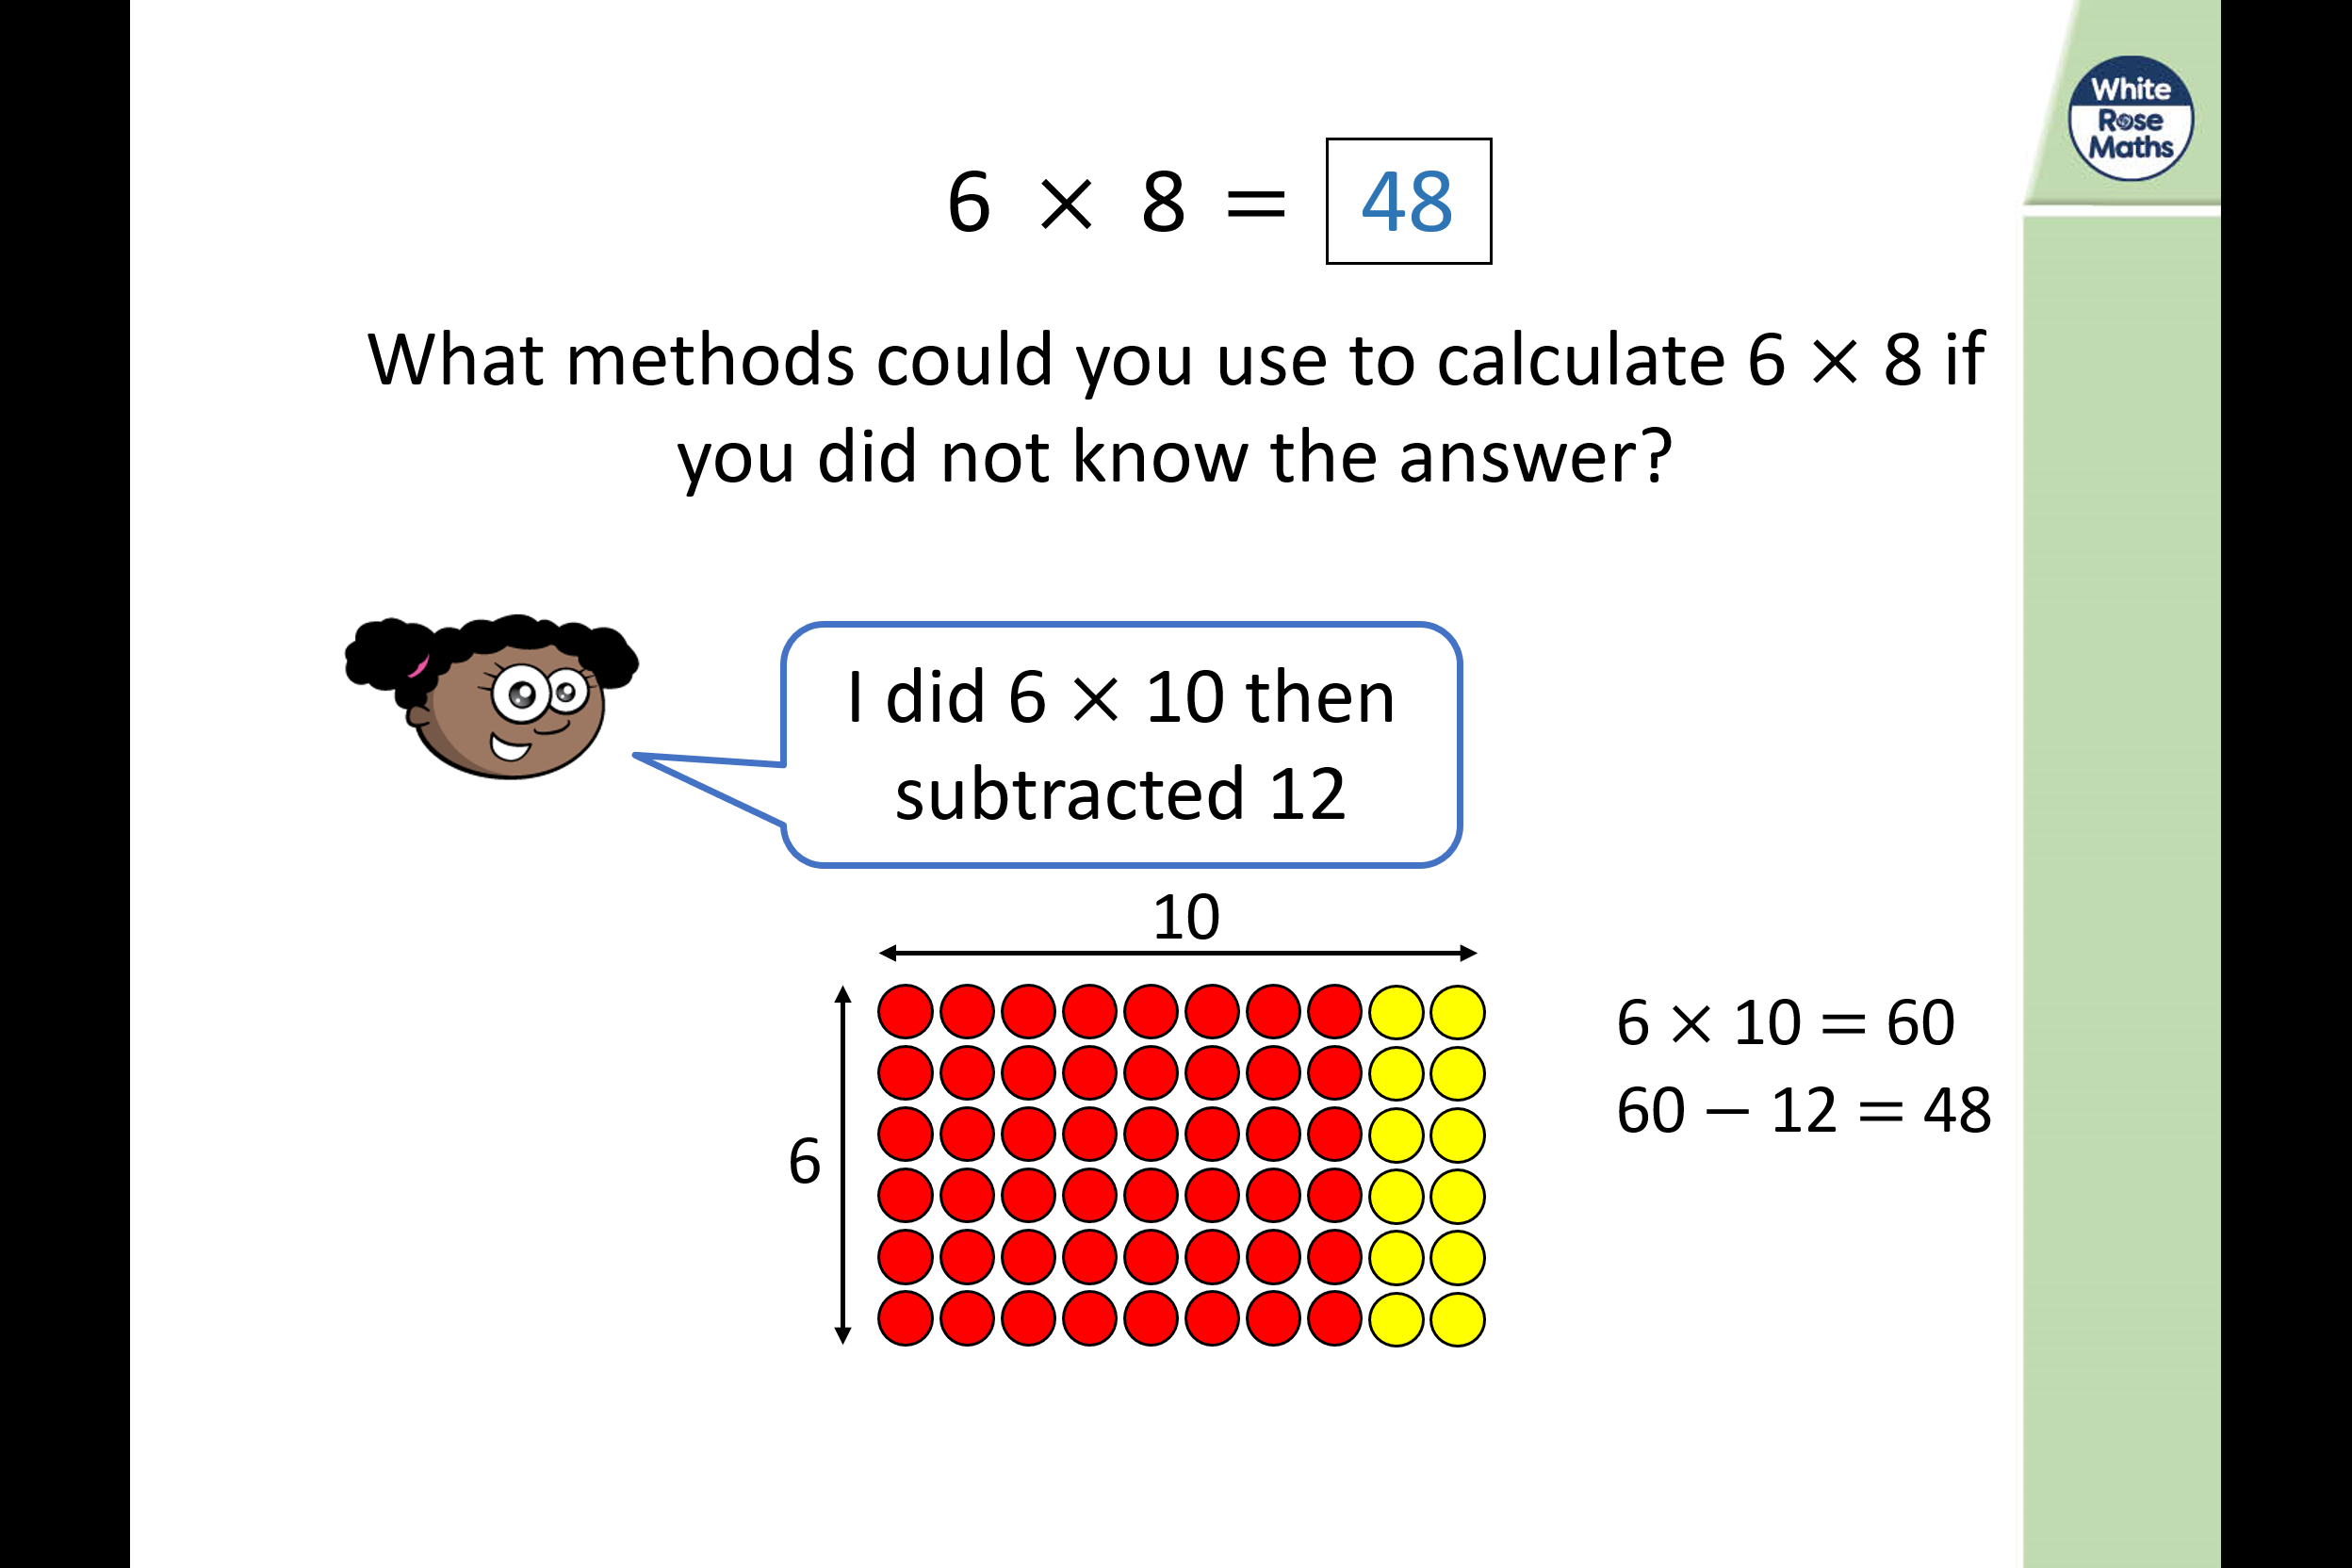 6 × 8 = 48
What methods could you use to calculate 6 × 8 if
you did not know the answer?
I did 6 × 10 then
subtracted 12
10
6
6 × 10 = 60
60 − 12 = 48
White
Rose
Maths